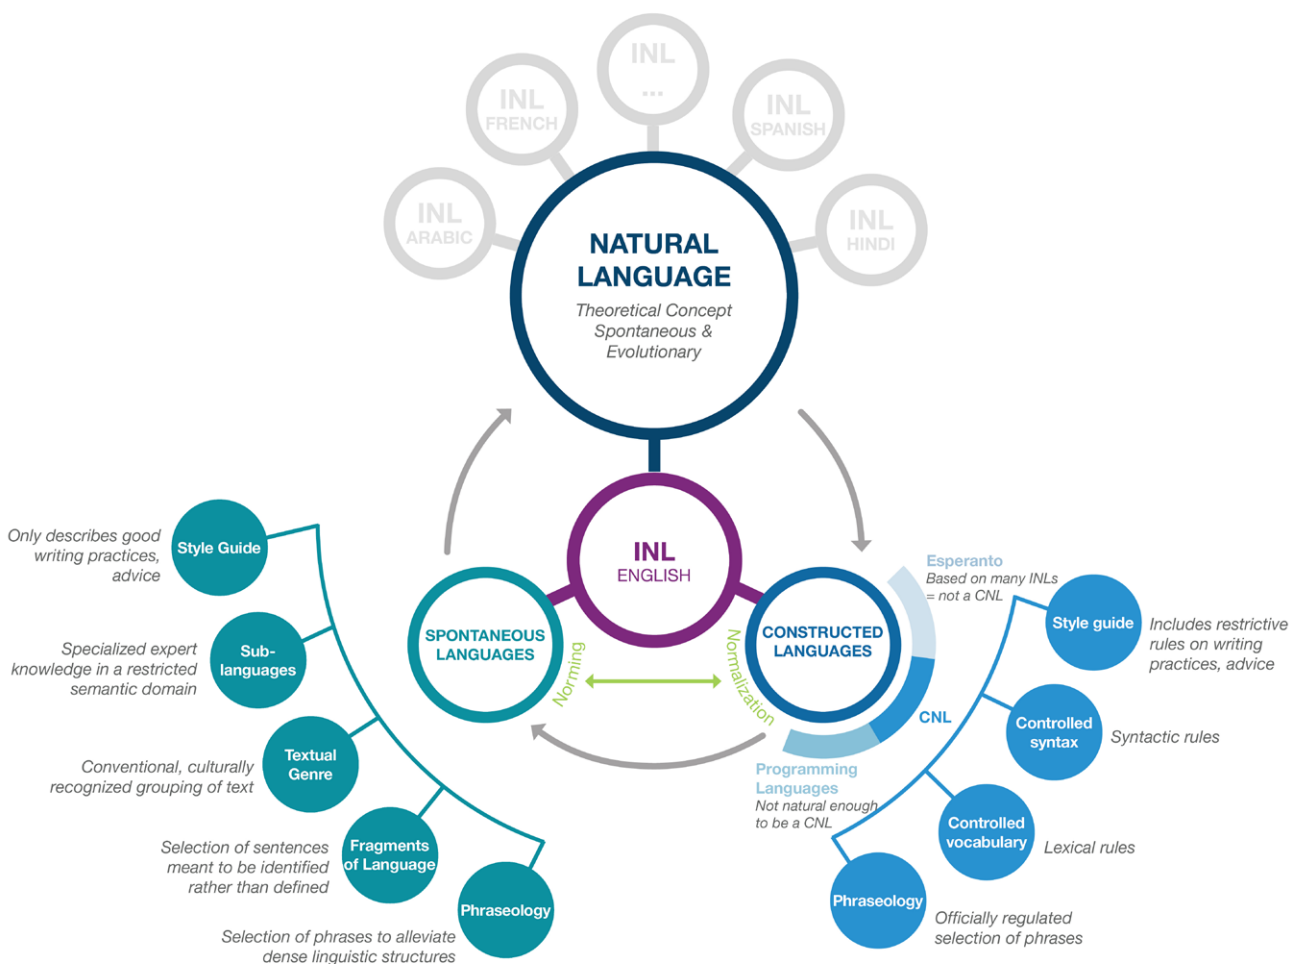 INL
...
INL
FRENCH
INL
SPANISH
INL
ARABIC
INL
HINDI
NATURAL
LANGUAGE
Theoretical Concept
Spontaneous &
Evolutionary
INL
ENGLISH
SPONTANEOUS
LANGUAGES
Norming
Normalization
CONSTRUCTED
LANGUAGES
Esperanto
Based on many INLs
= not a CNL
CNL
Programming
Languages
Not natural enough
to be a CNL
Style Guide
Only describes good
writing practices,
advice
Sub-
languages
Specialized expert
knowledge in a restricted
semantic domain
Textual
Genre
Conventional, culturally
recognized grouping of text
Fragments
of Language
Selection of sentences
meant to be identified
rather than defined
Phraseology
Selection of phrases to alleviate
dense linguistic structures
Style guide
Includes restrictive
rules on writing
practices, advice
Controlled
syntax
Syntactic rules
Controlled
vocabulary
Lexical rules
Phraseology
Officially regulated
selection of phrases